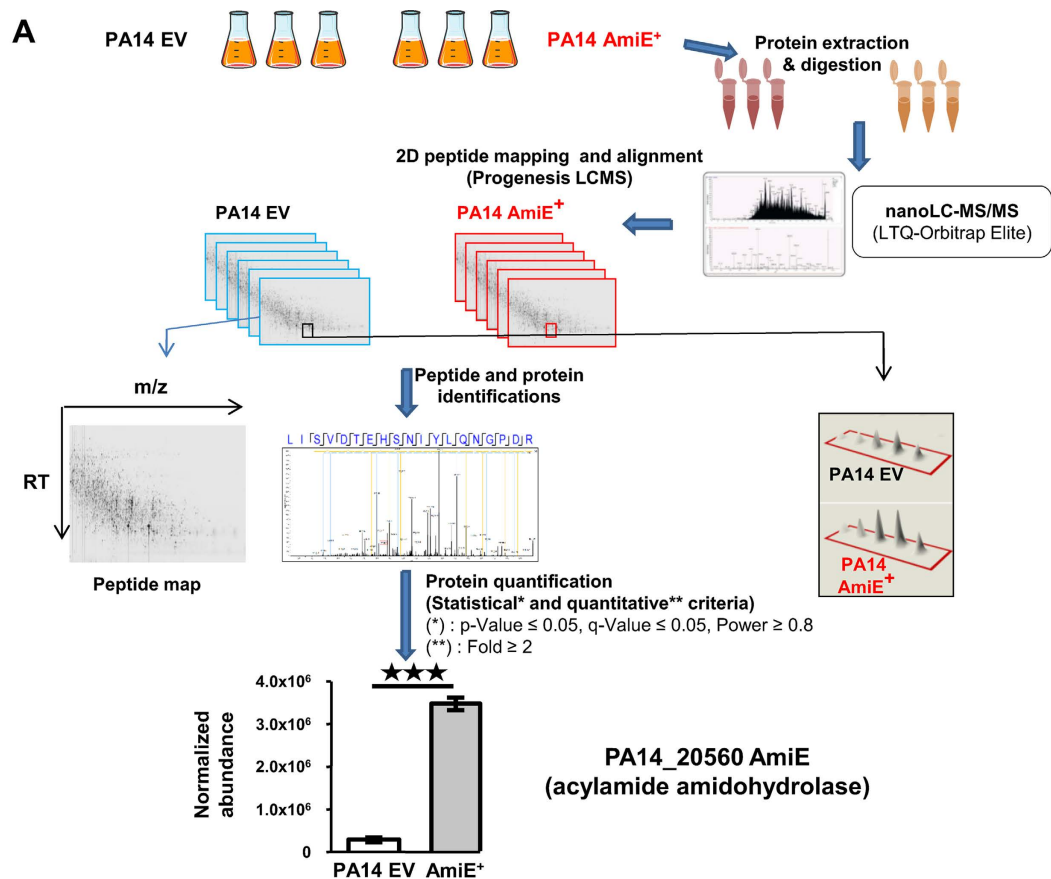 A
PA14 EV
PA14 AmiE+
Protein extraction
& digestion
2D peptide mapping and alignment
(Progenesis LCMS)
nanoLC-MS/MS
(LTQ-Orbitrap Elite)
PA14 EV
PA14 AmiE+
m/z
RT
Peptide map
Peptide and protein
identifications
L I S V D T E H S N I Y L Q N G P D R
PA14 EV
PA14
AmiE+
Protein quantification
(Statistical* and quantitative** criteria)
(*) : p-Value ≤ 0.05, q-Value ≤ 0.05, Power ≥ 0.8
(**) : Fold ≥ 2
★★★
Normalized
abundance
4.0x10⁶
3.0x10⁶
2.0x10⁶
1.0x10⁶
0
PA14 EV
AmiE+
PA14_20560 AmiE
(acylamide amidohydrolase)